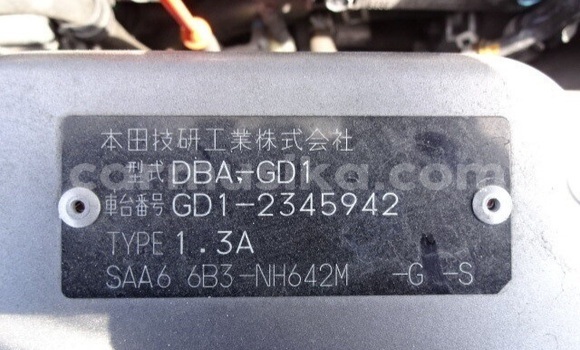 本田技研工業株式会社
型式 DBA-GD1
車台番号 GD1-2345942
TYPE 1.3A
SAA6 6B3-NH642M -G -S